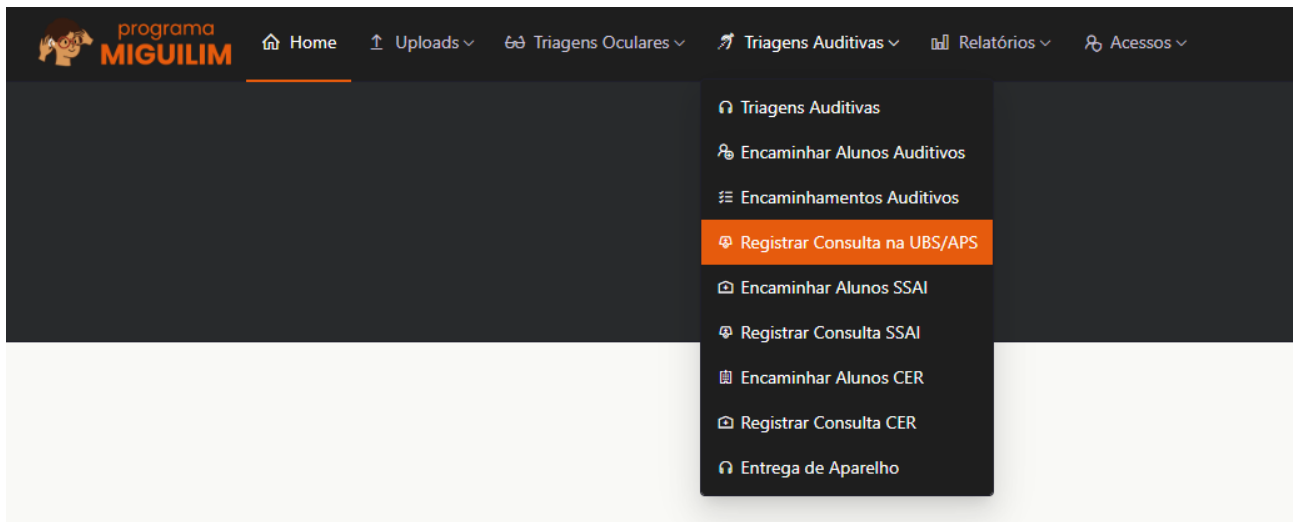 programa
MIGUILIM
Home
Uploads
Triagens Oculares
Triagens Auditivas
Relatórios
Acessos
Triagens Auditivas
Encaminhar Alunos Auditivos
Encaminhamentos Auditivos
Registrar Consulta na UBS/APS
Encaminhar Alunos SSAI
Registrar Consulta SSAI
Encaminhar Alunos CER
Registrar Consulta CER
Entrega de Aparelho